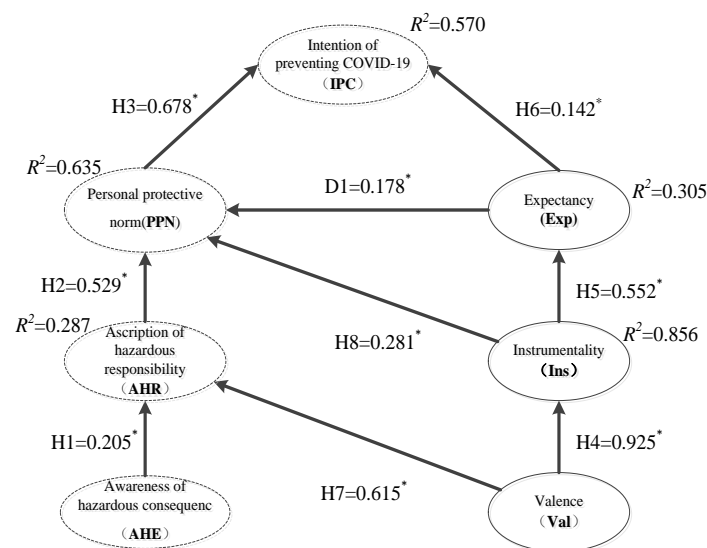 R²=0.570
Intention of
preventing COVID-19
（IPC）
H3=0.678*
H6=0.142*
R²=0.635
Personal protective
norm(PPN)
D1=0.178*
R²=0.305
Expectancy
(Exp)
H2=0.529*
H5=0.552*
R²=0.287
Ascription of
hazardous
responsibility
（AHR）
H8=0.281*
R²=0.856
Instrumentality
（Ins）
H1=0.205*
H4=0.925*
H7=0.615*
Awareness of
hazardous consequenc
（AHE）
Valence
（Val）